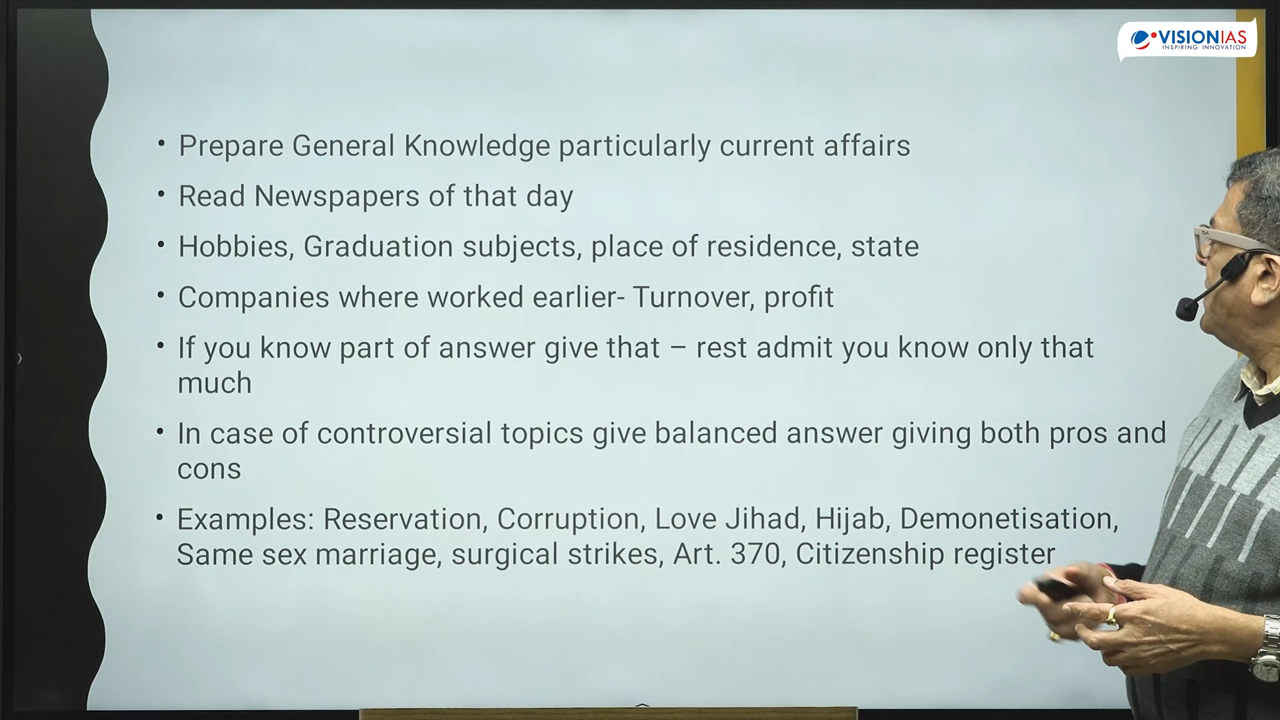 VISIONIAS
INSPIRING INNOVATION
• Prepare General Knowledge particularly current affairs
• Read Newspapers of that day
• Hobbies, Graduation subjects, place of residence, state
• Companies where worked earlier- Turnover, profit
• If you know part of answer give that – rest admit you know only that
much
• In case of controversial topics give balanced answer giving both pros and
cons
• Examples: Reservation, Corruption, Love Jihad, Hijab, Demonetisation,
Same sex marriage, surgical strikes, Art. 370, Citizenship register